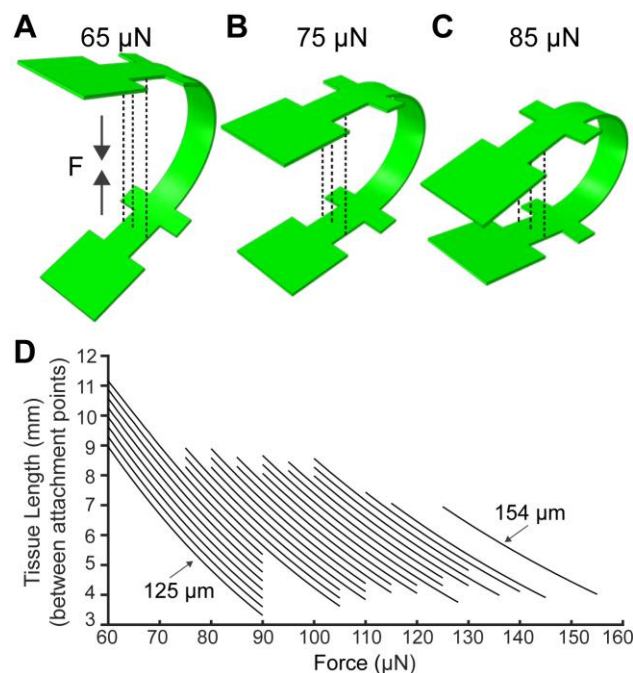 A 65 µN
B 75 µN
C 85 µN
F
D
Tissue Length (mm)
(between attachment points)
12
11
10
9
8
7
6
5
4
3
125 µm
154 µm
60 70 80 90 100 110 120 130 140 150 160
Force (µN)